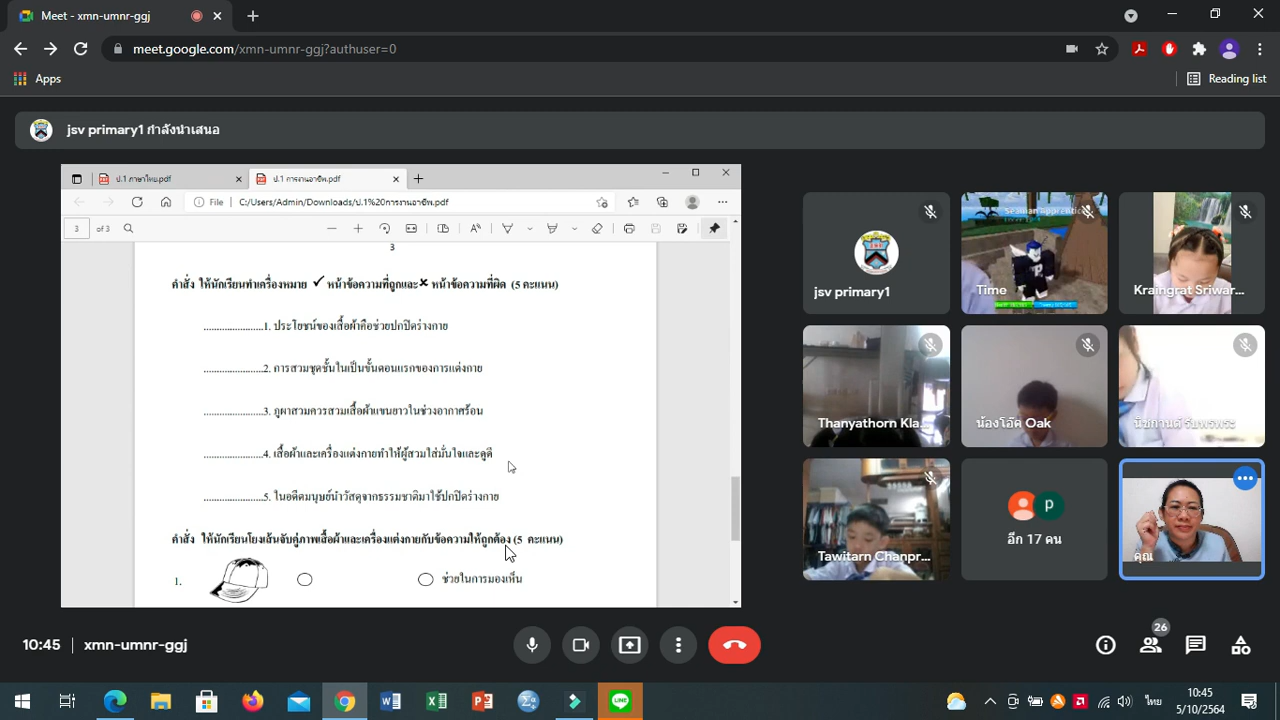 Meet - xmn-umnr-ggj
meet.google.com/xmn-umnr-ggj?authuser=0
Apps
Reading list
jsv primary1 กำลังนำเสนอ
ป.1 ภาษาไทย.pdf
ป.1 การงานอาชีพ.pdf
File
C:/Users/Admin/Downloads/ป.1%20การงานอาชีพ.pdf
3 of 3
3
คำสั่ง ให้นักเรียนทำเครื่องหมาย ✓ หน้าข้อความที่ถูกและ✖ หน้าข้อความที่ผิด (5 คะแนน)
......................1. ประโยชน์ของเสื้อผ้าคือช่วยปกปิดร่างกาย
......................2. การสวมชุดชั้นในเป็นขั้นตอนแรกของการแต่งกาย
......................3. ภูผาสวมควรสวมเสื้อผ้าแขนยาวในช่วงอากาศร้อน
......................4. เสื้อผ้าและเครื่องแต่งกายทำให้ผู้สวมใส่มั่นใจและดูดี
......................5. ในอดีตมนุษย์นำวัสดุจากธรรมชาติมาใช้ปกปิดร่างกาย
คำสั่ง ให้นักเรียนโยงเส้นจับคู่ภาพเสื้อผ้าและเครื่องแต่งกายกับข้อความให้ถูกต้อง (5 คะแนน)
1.
ช่วยในการมองเห็น
jsv primary1
Seaman Apprentic
Time
Kraingrat Sriwar...
Thanyathorn Kla...
น้องโอ๊ค Oak
Tawitarn Chanpr...
P
อีก 17 คน
คุณ
10:45
xmn-umnr-ggj
26
LINE
ไทย
10:45
5/10/2564